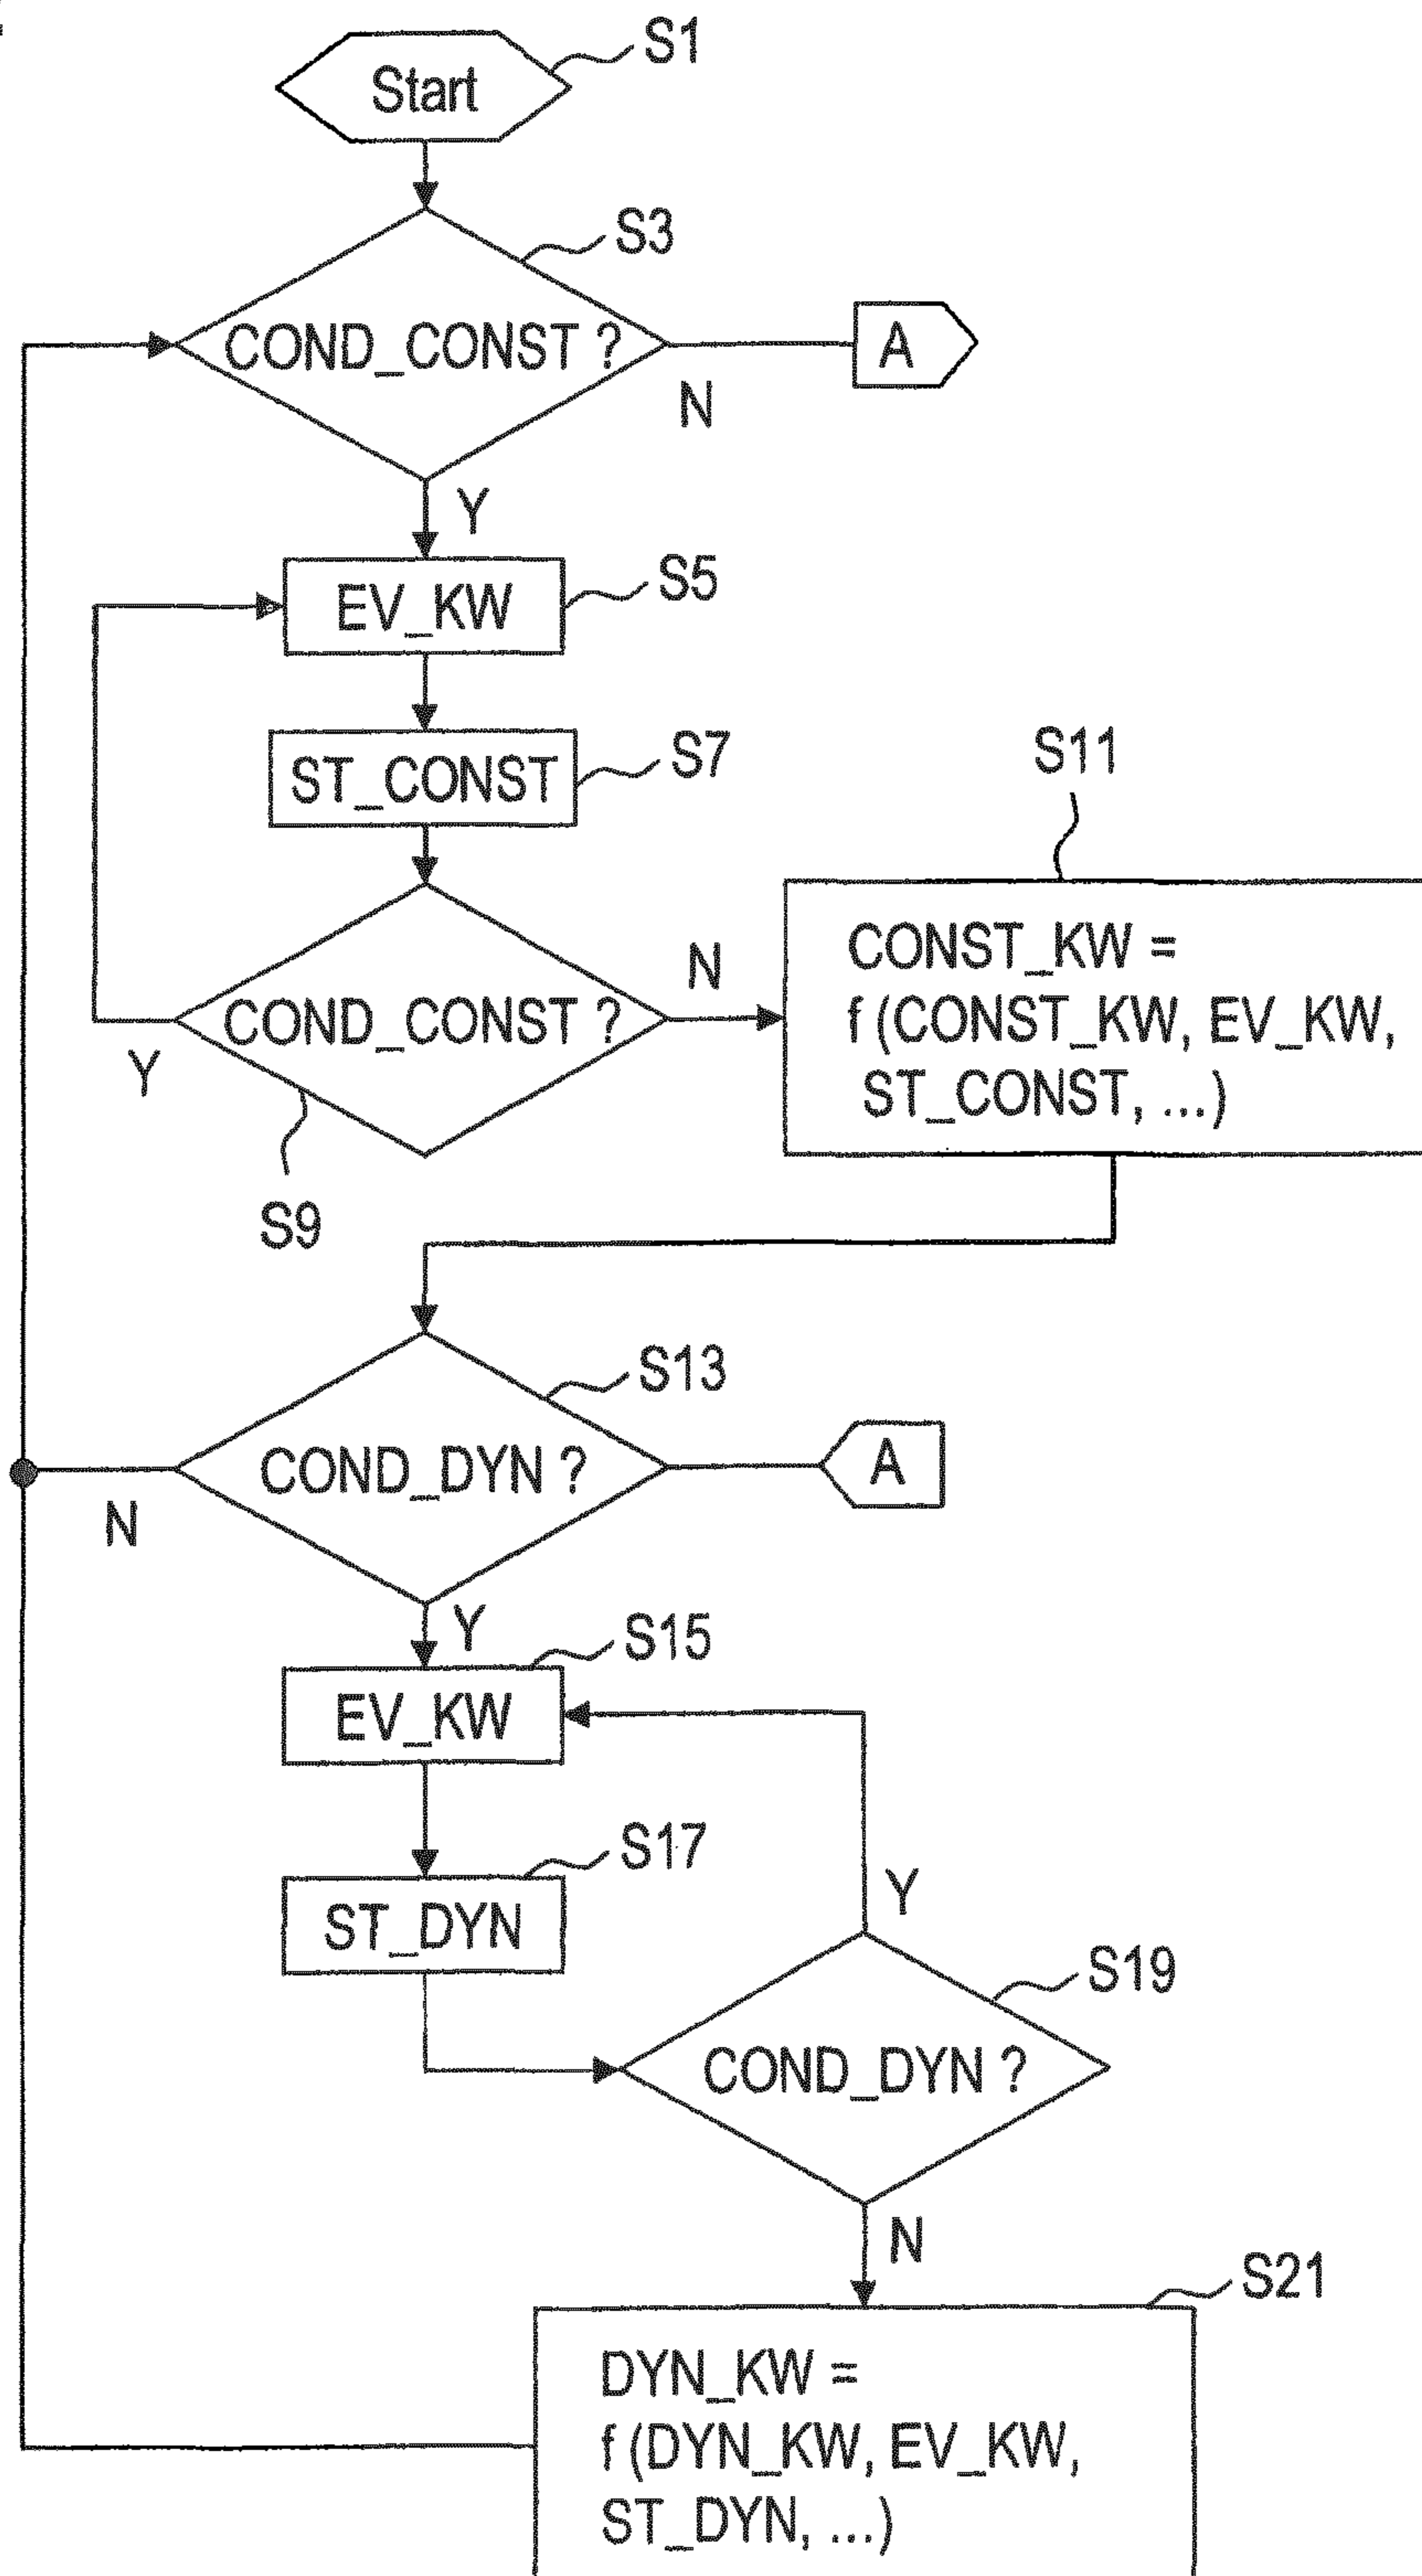 S1
Start
S3
COND_CONST ?
A
N
Y
EV_KW
S5
ST_CONST
S7
S11
CONST_KW =
f (CONST_KW, EV_KW,
ST_CONST, ...)
N
COND_CONST ?
Y
S9
S13
COND_DYN ?
A
N
Y
S15
EV_KW
S17
ST_DYN
Y
S19
COND_DYN ?
N
S21
DYN_KW =
f (DYN_KW, EV_KW,
ST_DYN, ...)